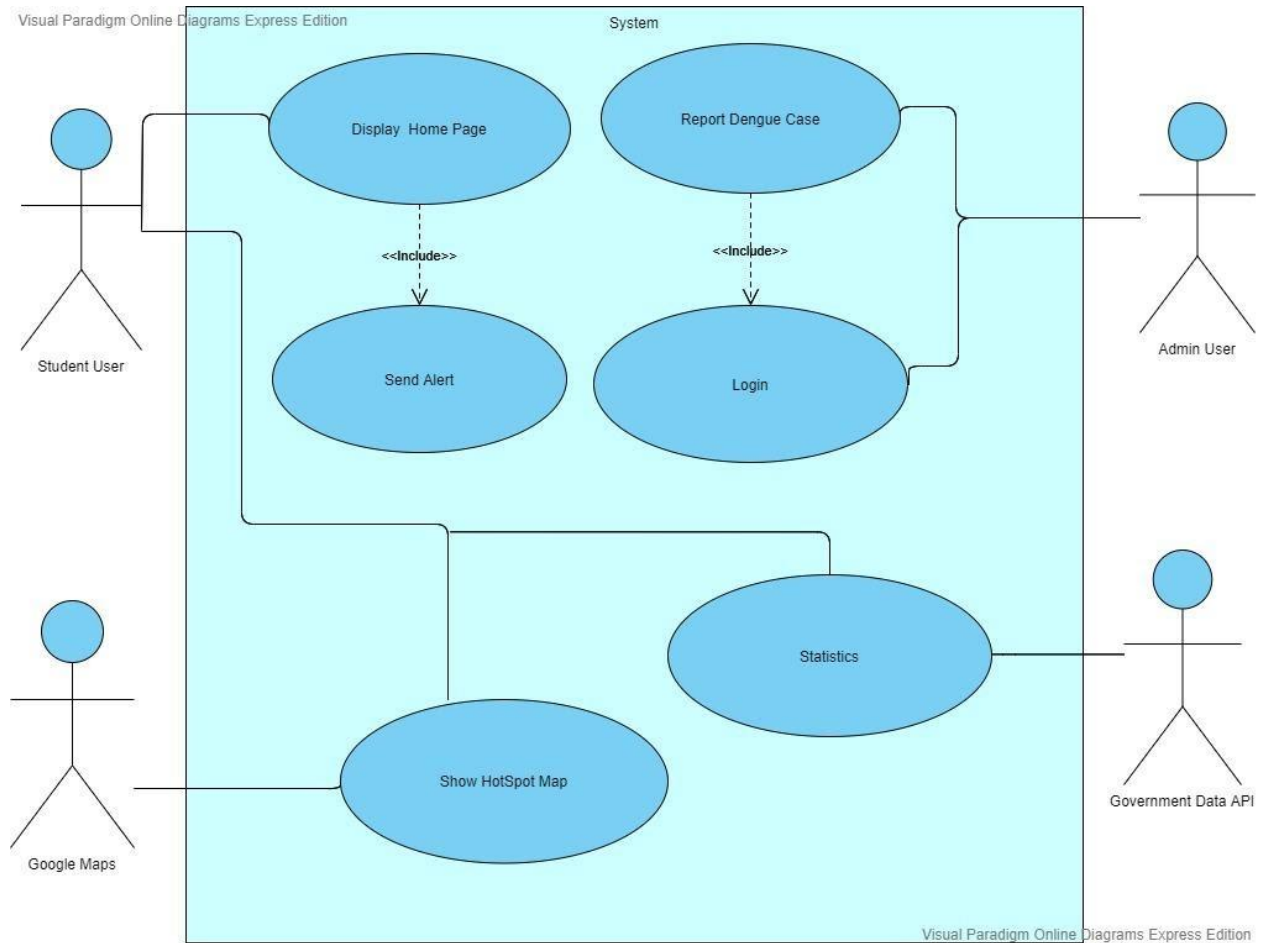 Visual Paradigm Online Diagrams Express Edition
System
Display Home Page
Report Dengue Case
<<Include>>
<<Include>>
Student User
Send Alert
Login
Admin User
Statistics
Show HotSpot Map
Government Data API
Google Maps
Visual Paradigm Online Diagrams Express Edition